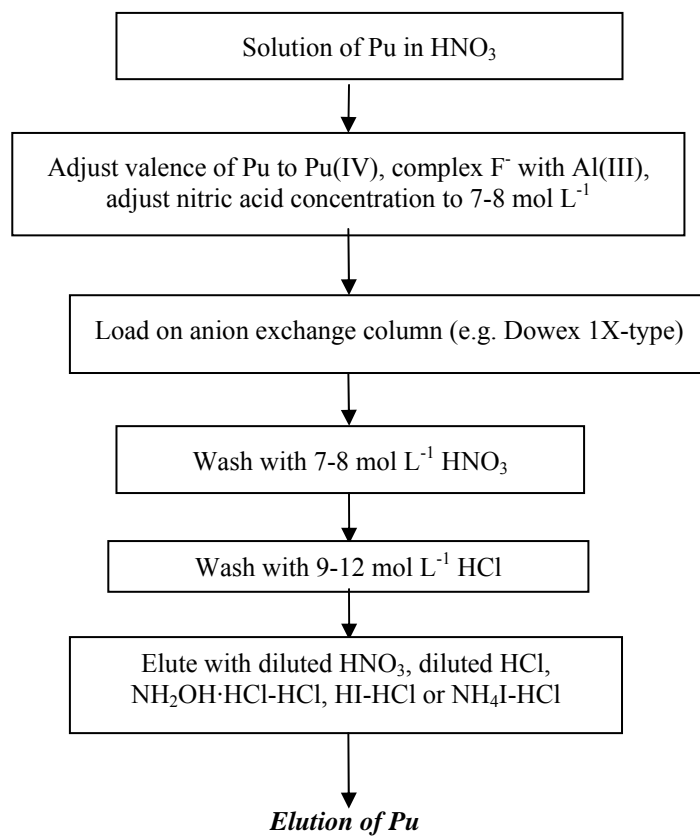 Solution of Pu in HNO₃
Adjust valence of Pu to Pu(IV), complex F⁻ with Al(III),
adjust nitric acid concentration to 7-8 mol L⁻¹
Load on anion exchange column (e.g. Dowex 1X-type)
Wash with 7-8 mol L⁻¹ HNO₃
Wash with 9-12 mol L⁻¹ HCl
Elute with diluted HNO₃, diluted HCl,
NH₂OH·HCl-HCl, HI-HCl or NH₄I-HCl
Elution of Pu